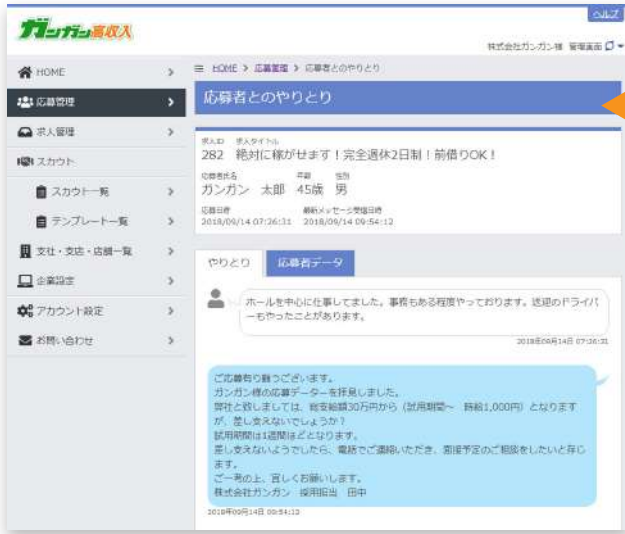 ヘルプ
ガンガン高収入
株式会社ガンガン様 管理画面
HOME
応募管理
求人管理
スカウト
スカウト一覧
テンプレート一覧
支社・支店・店舗一覧
企業設定
アカウント設定
お問い合わせ
HOME > 応募管理 > 応募者とのやりとり
応募者とのやりとり
求人ID 求人タイトル
282 絶対に稼がせます！完全週休2日制！前借りOK！
応募者氏名 年齢 性別
ガンガン 太郎 45歳 男
応募日時 最新メッセージ受信日時
2018/09/14 07:26:31 2018/09/14 09:54:12
やりとり 応募者データ
ホールを中心に仕事してました。事務もある程度やっております。送迎のドライバ
ーもやったことがあります。
2018年09月14日 07:26:31
ご応募有り難うございます。
ガンガン様の応募データーを拝見しました。
弊社と致しましては、総支給額30万円から（試用期間～ 時給1,000円）となります
が、差し支えないでしょうか？
試用期間は1週間ほどとなります。
差し支えないようでしたら、電話でご連絡いただき、面接予定のご相談をしたいと存じ
ます。
ご一考の上、宜しくお願いします。
株式会社ガンガン 採用担当 田中
2018年09月14日 09:54:12